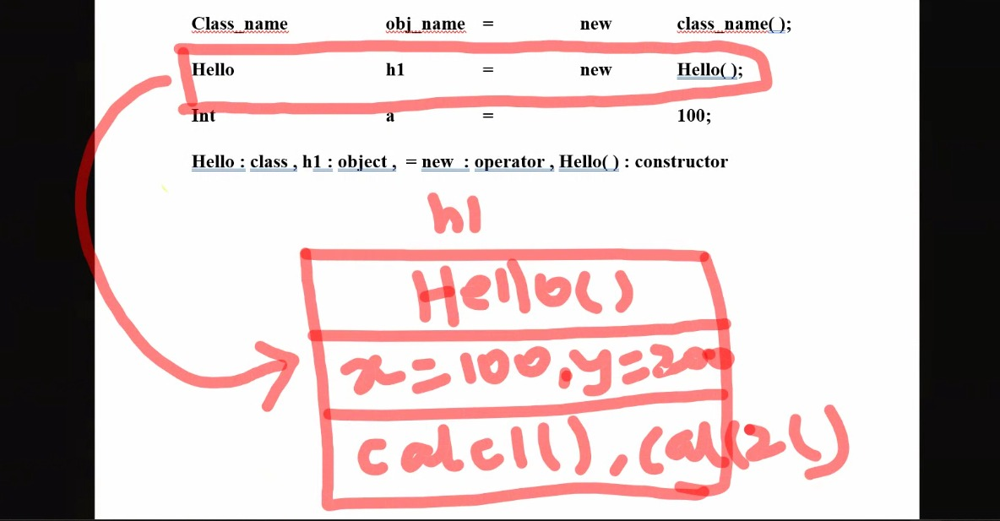 Class_name obj_name = new class_name( );
Hello h1 = new Hello( );
Int a = 100;
Hello : class , h1 : object , = new : operator , Hello( ) : constructor
h1
Hello()
x=100,y=200
calc1(),calc2()